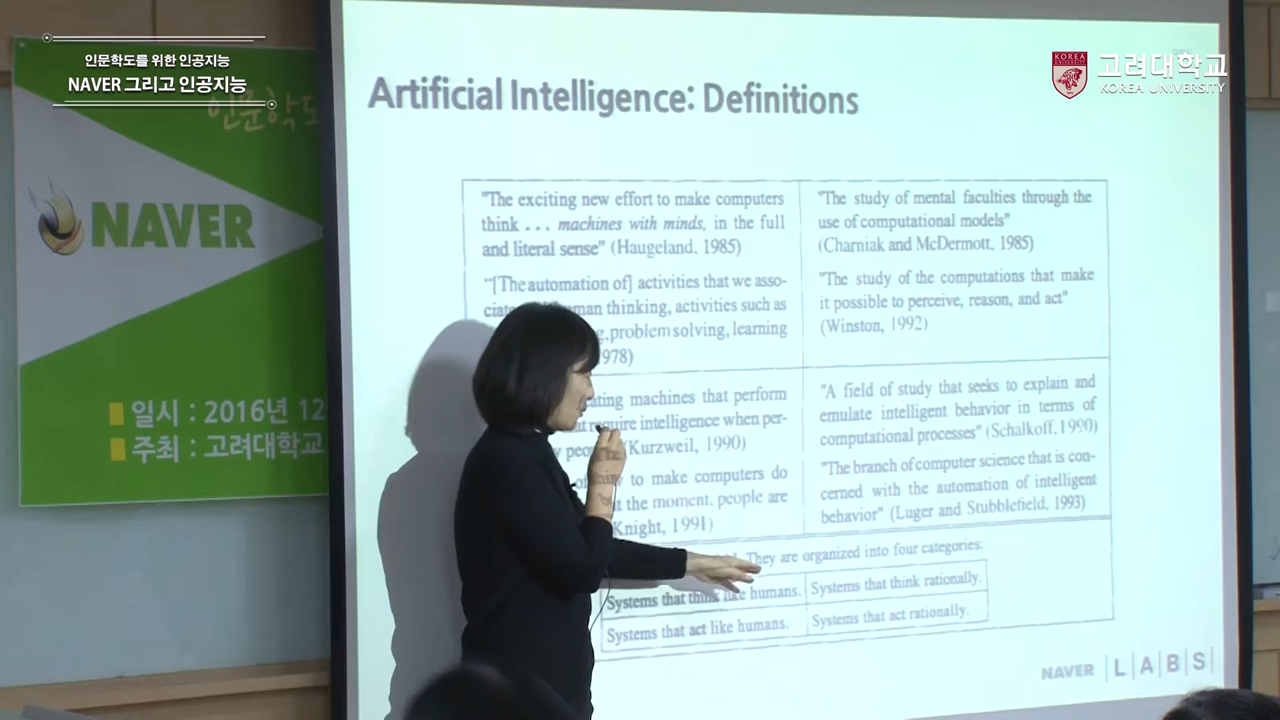 인문학도를 위한 인공지능
NAVER 그리고 인공지능
고려대학교
KOREA UNIVERSITY
KOREA
인문학도
NAVER
일시 : 2016년 12
주최 : 고려대학교
Artificial Intelligence: Definitions
"The exciting new effort to make computers
think . . . machines with minds, in the full
and literal sense" (Haugeland, 1985)
"[The automation of] activities that we asso-
man thinking, activities such as
problem solving, learning
978)
"The study of mental faculties through the
use of computational models"
(Charniak and McDermott, 1985)
"The study of the computations that make
it possible to perceive, reason, and act"
(Winston, 1992)
machines that perform
require intelligence when per-
(Kurzweil, 1990)
to make computers do
the moment, people are
Knight, 1991)
"A field of study that seeks to explain and
emulate intelligent behavior in terms of
computational processes" (Schalkoff, 1990)
"The branch of computer science that is con-
cerned with the automation of intelligent
behavior" (Luger and Stubblefield, 1993)
They are organized into four categories:
Systems that think like humans.
Systems that think rationally.
Systems that act like humans.
Systems that act rationally.
NAVER LABS